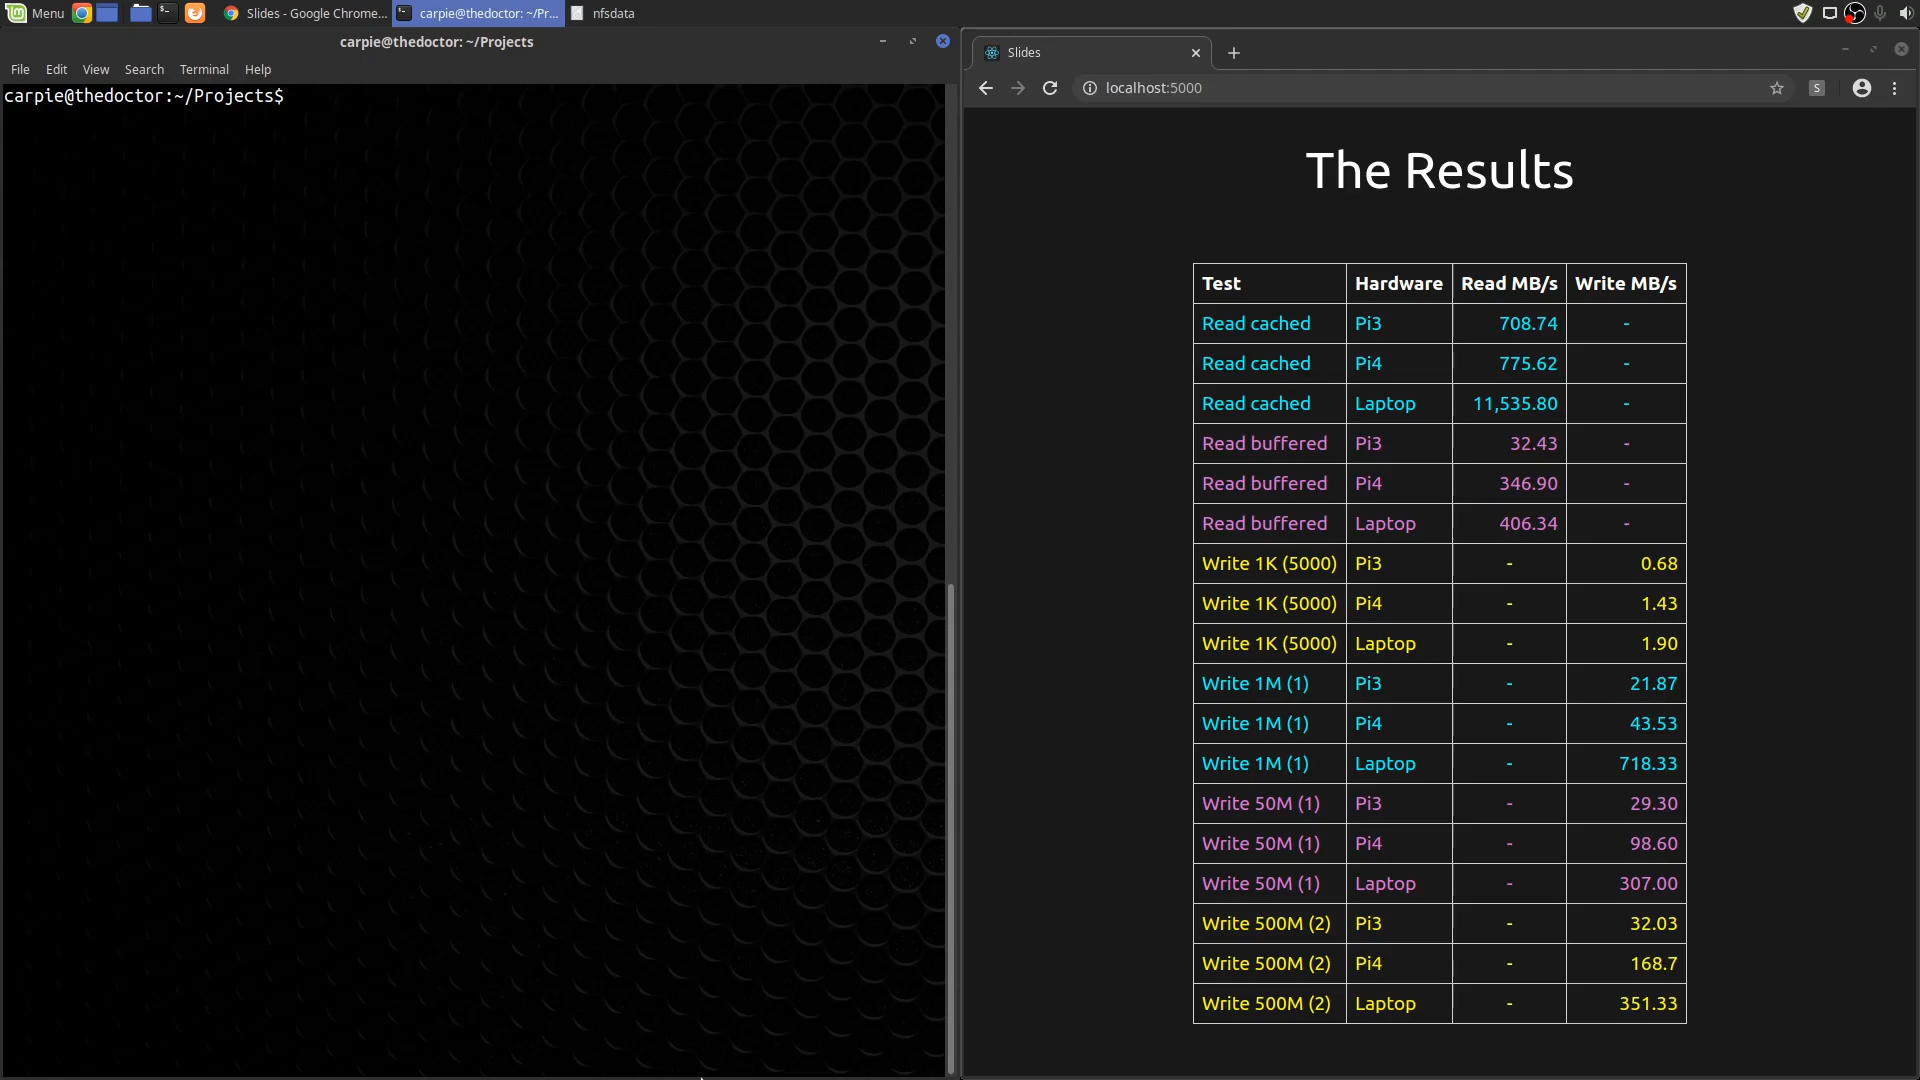 Menu Slides - Google Chrome... carpie@thedoctor: ~/Pr... nfsdata
carpie@thedoctor: ~/Projects
File Edit View Search Terminal Help
carpie@thedoctor:~/Projects$
Slides
localhost:5000
S
The Results
Test Hardware Read MB/s Write MB/s
Read cached Pi3 708.74 -
Read cached Pi4 775.62 -
Read cached Laptop 11,535.80 -
Read buffered Pi3 32.43 -
Read buffered Pi4 346.90 -
Read buffered Laptop 406.34 -
Write 1K (5000) Pi3 - 0.68
Write 1K (5000) Pi4 - 1.43
Write 1K (5000) Laptop - 1.90
Write 1M (1) Pi3 - 21.87
Write 1M (1) Pi4 - 43.53
Write 1M (1) Laptop - 718.33
Write 50M (1) Pi3 - 29.30
Write 50M (1) Pi4 - 98.60
Write 50M (1) Laptop - 307.00
Write 500M (2) Pi3 - 32.03
Write 500M (2) Pi4 - 168.7
Write 500M (2) Laptop - 351.33